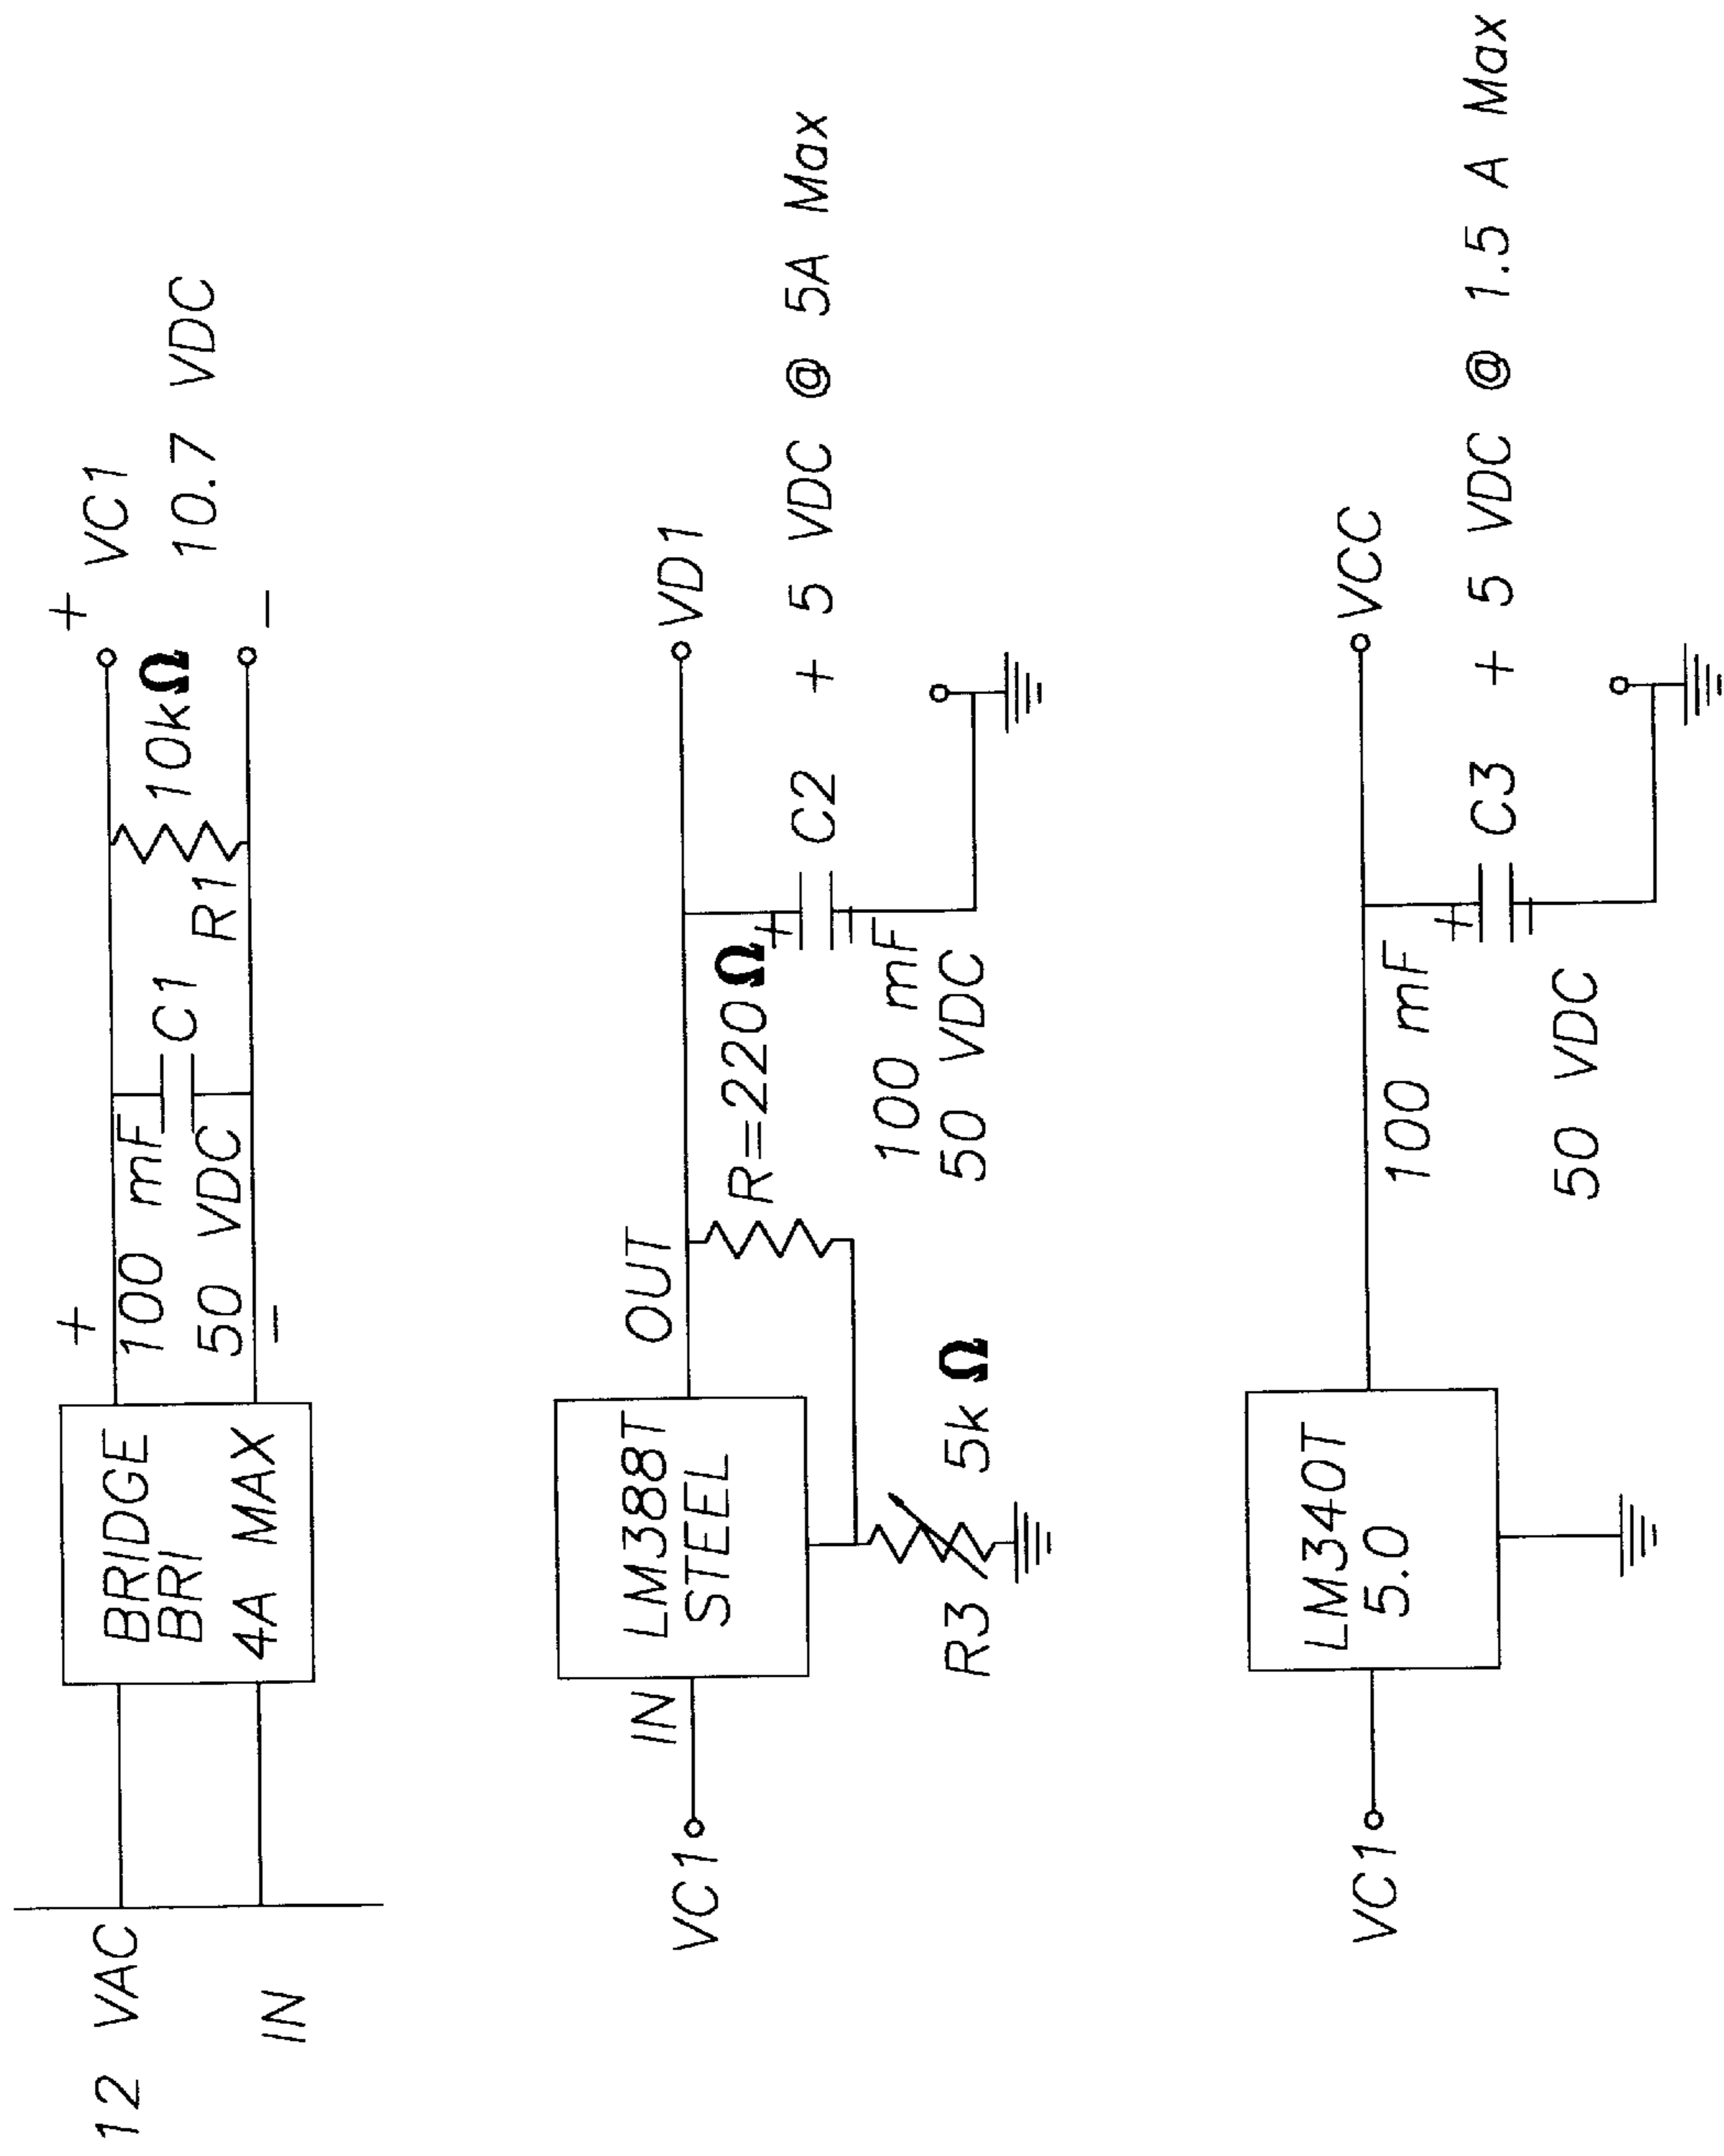 12 VAC
IN
BRIDGE
BRI
4A MAX
+
-
100 mF
50 VDC
C1
R1
10kΩ
+
-
VC1
10.7 VDC
VC1
IN
LM388T
STEEL
OUT
R3
5k Ω
R=220Ω
+
-
100 mF
50 VDC
C2
VD1
+ 5 VDC @ 5A Max
VC1
LM340T
5.0
100 mF
50 VDC
+
-
C3
VCC
+ 5 VDC @ 1.5 A Max